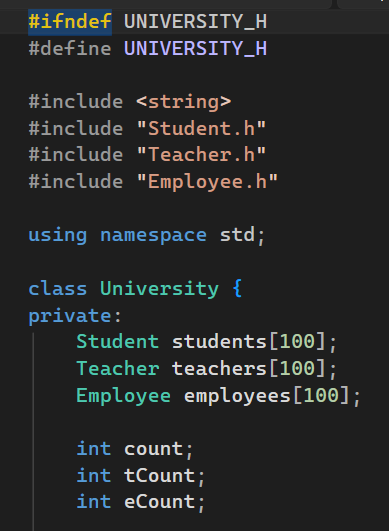 #ifndef UNIVERSITY_H
#define UNIVERSITY_H

#include <string>
#include "Student.h"
#include "Teacher.h"
#include "Employee.h"

using namespace std;

class University {
private:
    Student students[100];
    Teacher teachers[100];
    Employee employees[100];

    int count;
    int tCount;
    int eCount;